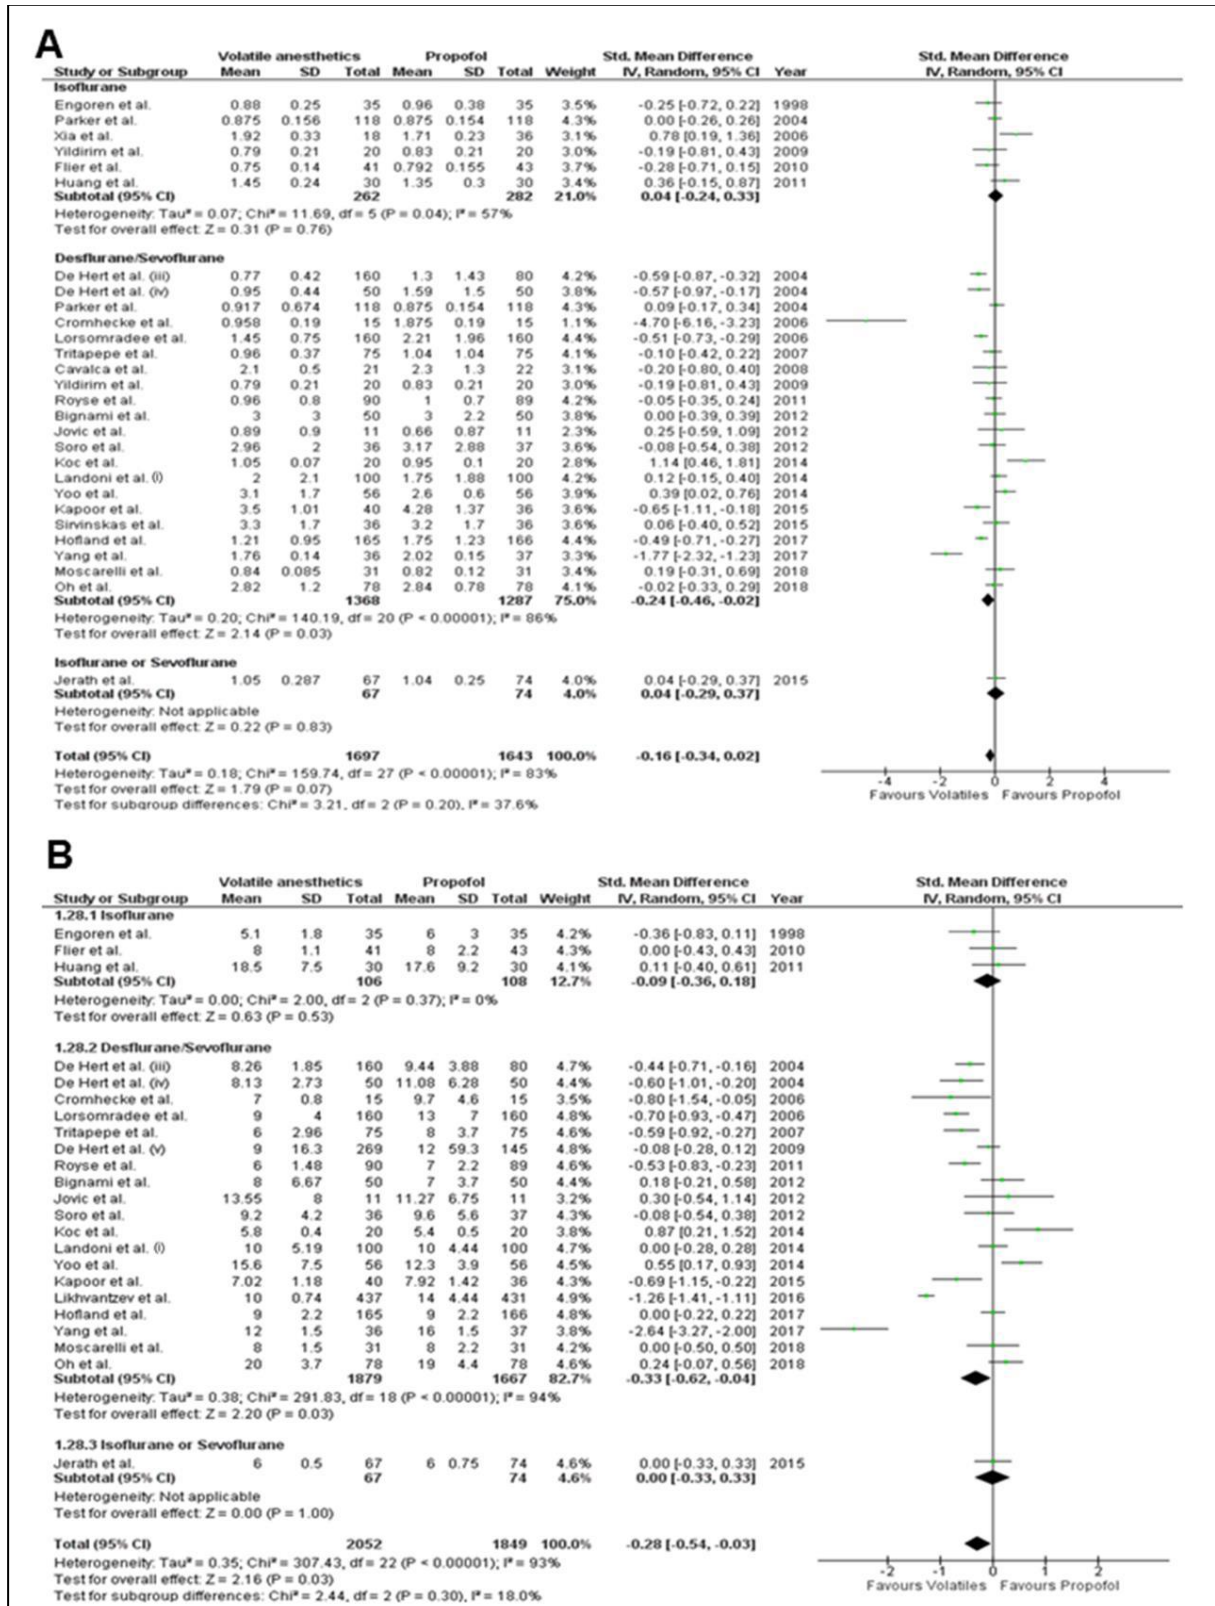 A
Volatile anesthetics Propofol Std. Mean Difference Std. Mean Difference
Study or Subgroup Mean SD Total Mean SD Total Weight IV, Random, 95% CI Year IV, Random, 95% CI
Isoflurane
Engoren et al. 0.88 0.25 35 0.96 0.38 35 3.5% -0.25 [-0.72, 0.22] 1998
Parker et al. 0.875 0.156 118 0.875 0.154 118 4.3% 0.00 [-0.26, 0.26] 2004
Xia et al. 1.92 0.33 18 1.71 0.23 36 3.1% 0.78 [0.19, 1.36] 2006
Yildirim et al. 0.79 0.21 20 0.83 0.21 20 3.0% -0.19 [-0.81, 0.43] 2009
Flier et al. 0.75 0.14 41 0.792 0.155 43 3.7% -0.28 [-0.71, 0.15] 2010
Huang et al. 1.45 0.24 30 1.35 0.3 30 3.4% 0.36 [-0.15, 0.87] 2011
Subtotal (95% CI) 262 282 21.0% 0.04 [-0.24, 0.33]
Heterogeneity: Tau² = 0.07; Chi² = 11.69, df = 5 (P = 0.04); I² = 57%
Test for overall effect: Z = 0.31 (P = 0.76)
Desflurane/Sevoflurane
De Hert et al. (iii) 0.77 0.42 160 1.3 1.43 80 4.2% -0.59 [-0.87, -0.32] 2004
De Hert et al. (iv) 0.95 0.44 50 1.59 1.5 50 3.8% -0.57 [-0.97, -0.17] 2004
Parker et al. 0.917 0.674 118 0.875 0.154 118 4.3% 0.09 [-0.17, 0.34] 2004
Cromhecke et al. 0.958 0.19 15 1.875 0.19 15 1.1% -4.70 [-6.16, -3.23] 2006
Lorsomradee et al. 1.45 0.75 160 2.21 1.96 160 4.4% -0.51 [-0.73, -0.29] 2006
Tritapepe et al. 0.96 0.37 75 1.04 1.04 75 4.1% -0.10 [-0.42, 0.22] 2007
Cavalca et al. 2.1 0.5 21 2.3 1.3 22 3.1% -0.20 [-0.80, 0.40] 2008
Yildirim et al. 0.79 0.21 20 0.83 0.21 20 3.0% -0.19 [-0.81, 0.43] 2009
Royse et al. 0.96 0.8 90 1 0.7 89 4.2% -0.05 [-0.35, 0.24] 2011
Bignami et al. 3 3 50 3 2.2 50 3.8% 0.00 [-0.39, 0.39] 2012
Jovic et al. 0.89 0.9 11 0.66 0.87 11 2.3% 0.25 [-0.59, 1.09] 2012
Soro et al. 2.96 2 36 3.17 2.88 37 3.6% -0.08 [-0.54, 0.38] 2012
Koc et al. 1.05 0.07 20 0.95 0.1 20 2.8% 1.14 [0.46, 1.81] 2014
Landoni et al. (i) 2 2.1 100 1.75 1.88 100 4.2% 0.12 [-0.15, 0.40] 2014
Yoo et al. 3.1 1.7 56 2.6 0.6 56 3.9% 0.39 [0.02, 0.76] 2014
Kapoor et al. 3.5 1.01 40 4.28 1.37 36 3.6% -0.65 [-1.11, -0.18] 2015
Sirvinskas et al. 3.3 1.7 36 3.2 1.7 36 3.6% 0.06 [-0.40, 0.52] 2015
Hofland et al. 1.21 0.95 165 1.75 1.23 166 4.4% -0.49 [-0.71, -0.27] 2017
Yang et al. 1.76 0.14 36 2.02 0.15 37 3.3% -1.77 [-2.32, -1.23] 2017
Moscarelli et al. 0.84 0.085 31 0.82 0.12 31 3.4% 0.19 [-0.31, 0.69] 2018
Oh et al. 2.82 1.2 78 2.84 0.78 78 4.1% -0.02 [-0.33, 0.29] 2018
Subtotal (95% CI) 1368 1287 75.0% -0.24 [-0.46, -0.02]
Heterogeneity: Tau² = 0.20; Chi² = 140.19, df = 20 (P < 0.00001); I² = 86%
Test for overall effect: Z = 2.14 (P = 0.03)
Isoflurane or Sevoflurane
Jerath et al. 1.05 0.287 67 1.04 0.25 74 4.0% 0.04 [-0.29, 0.37] 2015
Subtotal (95% CI) 67 74 4.0% 0.04 [-0.29, 0.37]
Heterogeneity: Not applicable
Test for overall effect: Z = 0.22 (P = 0.83)
Total (95% CI) 1697 1643 100.0% -0.16 [-0.34, 0.02]
Heterogeneity: Tau² = 0.18; Chi² = 159.74, df = 27 (P < 0.00001); I² = 83%
Test for overall effect: Z = 1.79 (P = 0.07)
Test for subgroup differences: Chi² = 3.21, df = 2 (P = 0.20), I² = 37.6%
-4 -2 0 2 4
Favours Volatiles Favours Propofol
B
Volatile anesthetics Propofol Std. Mean Difference Std. Mean Difference
Study or Subgroup Mean SD Total Mean SD Total Weight IV, Random, 95% CI Year IV, Random, 95% CI
1.28.1 Isoflurane
Engoren et al. 5.1 1.8 35 6 3 35 4.2% -0.36 [-0.83, 0.11] 1998
Flier et al. 8 1.1 41 8 2.2 43 4.3% 0.00 [-0.43, 0.43] 2010
Huang et al. 18.5 7.5 30 17.6 9.2 30 4.1% 0.11 [-0.40, 0.61] 2011
Subtotal (95% CI) 106 108 12.7% -0.09 [-0.36, 0.18]
Heterogeneity: Tau² = 0.00; Chi² = 2.00, df = 2 (P = 0.37); I² = 0%
Test for overall effect: Z = 0.63 (P = 0.53)
1.28.2 Desflurane/Sevoflurane
De Hert et al. (iii) 8.26 1.85 160 9.44 3.88 80 4.7% -0.44 [-0.71, -0.16] 2004
De Hert et al. (iv) 8.13 2.73 50 11.08 6.28 50 4.4% -0.60 [-1.01, -0.20] 2004
Cromhecke et al. 7 0.8 15 9.7 4.6 15 3.5% -0.80 [-1.54, -0.05] 2006
Lorsomradee et al. 9 4 160 13 7 160 4.8% -0.70 [-0.93, -0.47] 2006
Tritapepe et al. 6 2.96 75 8 3.7 75 4.6% -0.59 [-0.92, -0.27] 2007
De Hert et al. (v) 9 16.3 269 12 59.3 145 4.8% -0.08 [-0.28, 0.12] 2009
Royse et al. 6 1.48 90 7 2.2 89 4.6% -0.53 [-0.83, -0.23] 2011
Bignami et al. 8 6.67 50 7 3.7 50 4.4% 0.18 [-0.21, 0.58] 2012
Jovic et al. 13.55 8 11 11.27 6.75 11 3.2% 0.30 [-0.54, 1.14] 2012
Soro et al. 9.2 4.2 36 9.6 5.6 37 4.3% -0.08 [-0.54, 0.38] 2012
Koc et al. 5.8 0.4 20 5.4 0.5 20 3.8% 0.87 [0.21, 1.52] 2014
Landoni et al. (i) 10 5.19 100 10 4.44 100 4.7% 0.00 [-0.28, 0.28] 2014
Yoo et al. 15.6 7.5 56 12.3 3.9 56 4.4% 0.55 [0.17, 0.93] 2014
Kapoor et al. 7.02 1.18 40 7.92 1.42 36 4.3% -0.69 [-1.15, -0.22] 2015
Likhvantzev et al. 10 0.74 437 14 4.44 431 4.9% -1.26 [-1.41, -1.11] 2016
Hofland et al. 9 2.2 165 9 2.2 166 4.8% 0.00 [-0.22, 0.22] 2017
Yang et al. 12 1.5 36 16 1.5 37 3.8% -2.64 [-3.27, -2.00] 2017
Moscarelli et al. 8 1.5 31 8 2.2 31 4.2% 0.00 [-0.50, 0.50] 2018
Oh et al. 20 3.7 78 19 4.4 78 4.6% 0.24 [-0.07, 0.56] 2018
Subtotal (95% CI) 1879 1667 82.7% -0.33 [-0.62, -0.04]
Heterogeneity: Tau² = 0.38; Chi² = 291.83, df = 18 (P < 0.00001); I² = 94%
Test for overall effect: Z = 2.20 (P = 0.03)
1.28.3 Isoflurane or Sevoflurane
Jerath et al. 6 0.5 67 6 0.75 74 4.6% 0.00 [-0.33, 0.33] 2015
Subtotal (95% CI) 67 74 4.6% 0.00 [-0.33, 0.33]
Heterogeneity: Not applicable
Test for overall effect: Z = 0.00 (P = 1.00)
Total (95% CI) 2052 1849 100.0% -0.28 [-0.54, -0.03]
Heterogeneity: Tau² = 0.35; Chi² = 307.43, df = 22 (P < 0.00001); I² = 93%
Test for overall effect: Z = 2.16 (P = 0.03)
Test for subgroup differences: Chi² = 2.44, df = 2 (P = 0.30), I² = 18.0%
-2 -1 0 1 2
Favours Volatiles Favours Propofol